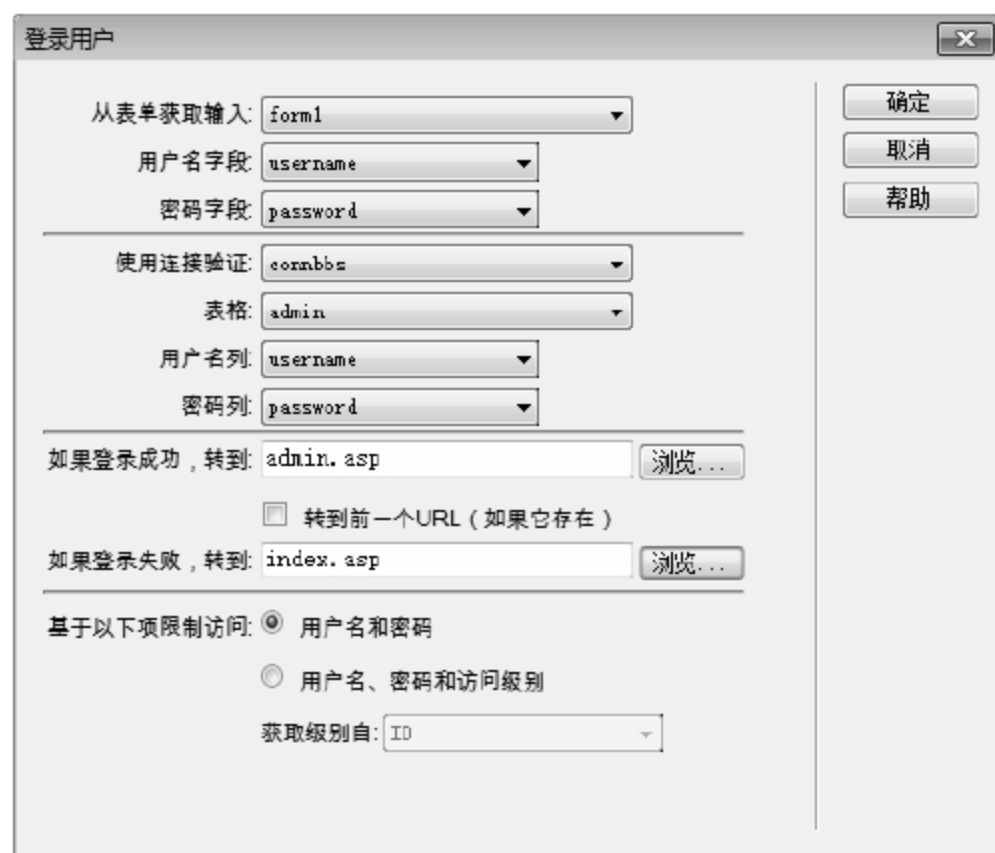 登录用户
从表单获取输入: form1
确定
用户名字段: username
取消
密码字段: password
帮助
使用连接验证: connbbs
表格: admin
用户名列: username
密码列: password
如果登录成功，转到: admin.asp 浏览...
转到前一个URL（如果它存在）
如果登录失败，转到: index.asp 浏览...
基于以下项限制访问: 用户名和密码
用户名、密码和访问级别
获取级别自: ID